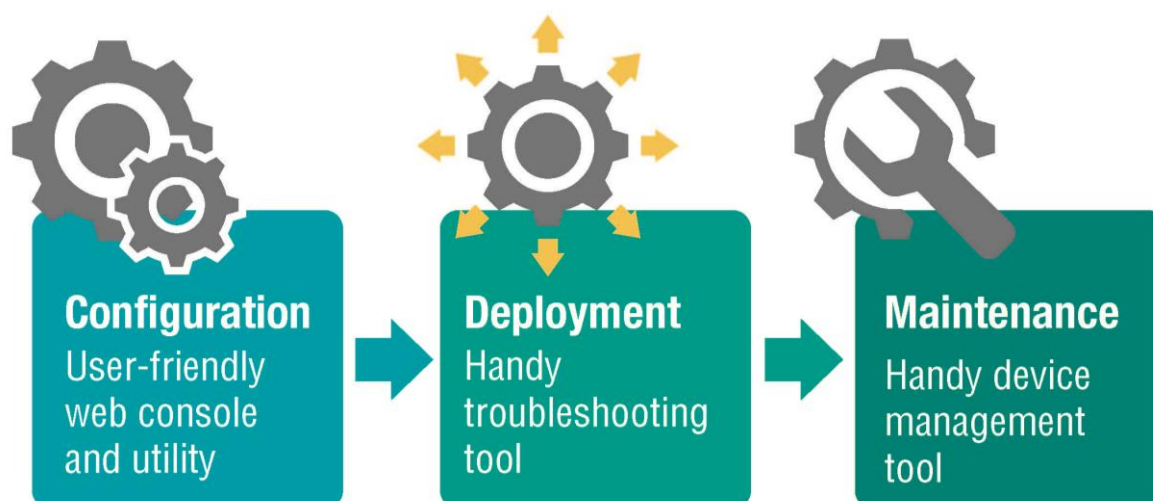 Configuration
User-friendly
web console
and utility
Deployment
Handy
troubleshooting
tool
Maintenance
Handy device
management
tool